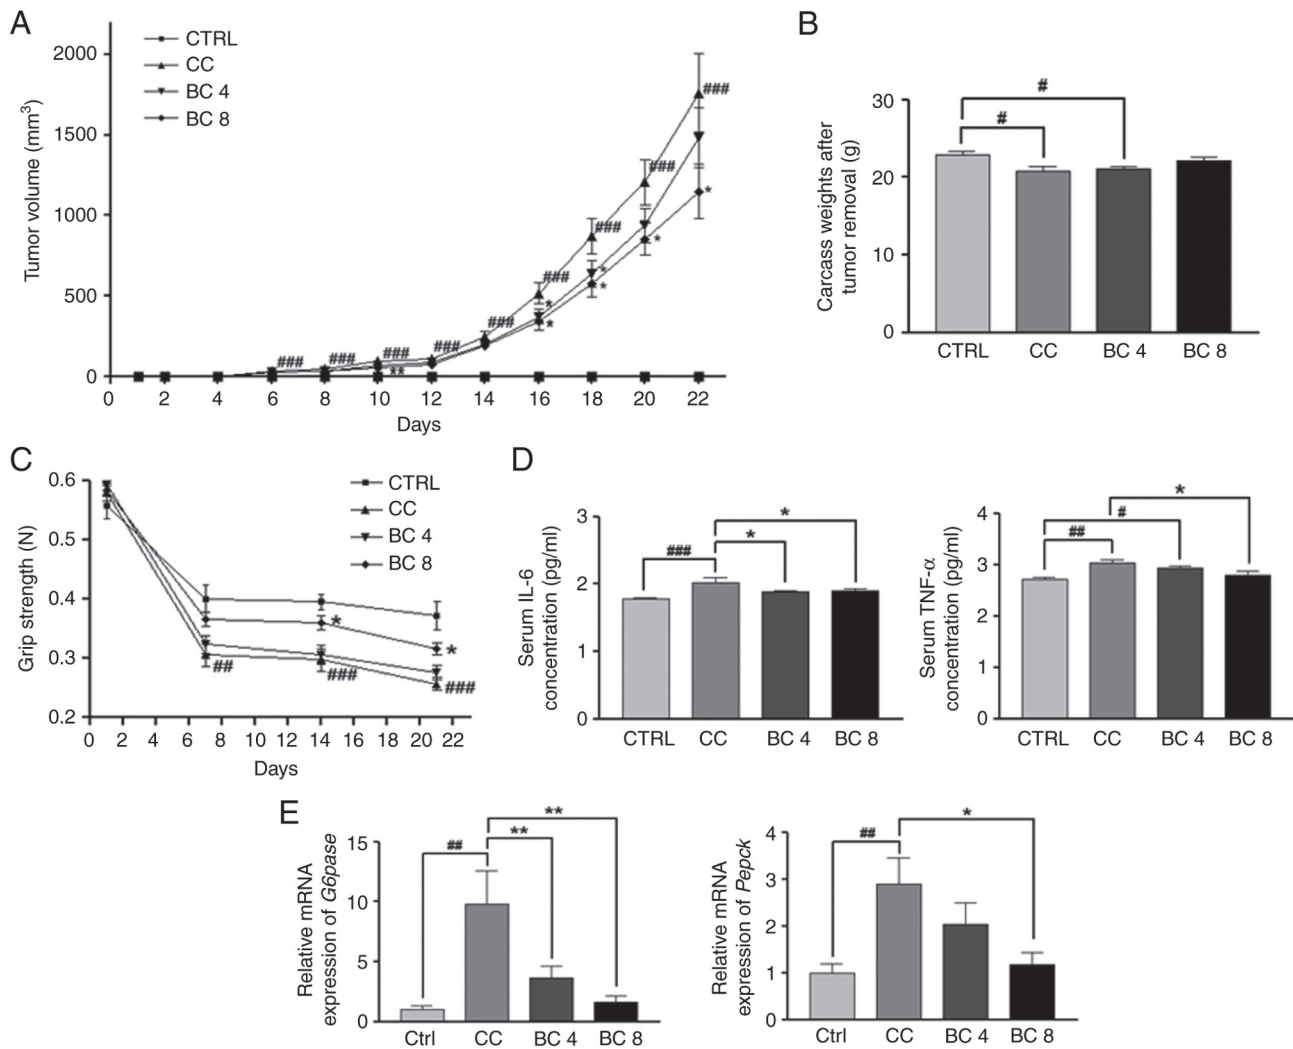 A
CTRL
CC
BC 4
BC 8
Tumor volume (mm3)
2000
1500
1000
500
0
###
###
###
###
###
###
###
###
###
**
*
*
*
*
*
*
0 2 4 6 8 10 12 14 16 18 20 22
Days
B
Carcass weights after
tumor removal (g)
30
20
10
0
#
#
CTRL CC BC 4 BC 8
C
CTRL
CC
BC 4
BC 8
Grip strength (N)
0.6
0.5
0.4
0.3
0.2
*
*
##
###
###
0 2 4 6 8 10 12 14 16 18 20 22
Days
D
Serum IL-6
concentration (pg/ml)
3
2
1
0
*
*
###
CTRL CC BC 4 BC 8
Serum TNF-α
concentration (pg/ml)
4
3
2
1
0
*
#
##
CTRL CC BC 4 BC 8
E
Relative mRNA
expression of G6pase
15
10
5
0
**
**
##
Ctrl CC BC 4 BC 8
Relative mRNA
expression of Pepck
4
3
2
1
0
*
##
Ctrl CC BC 4 BC 8